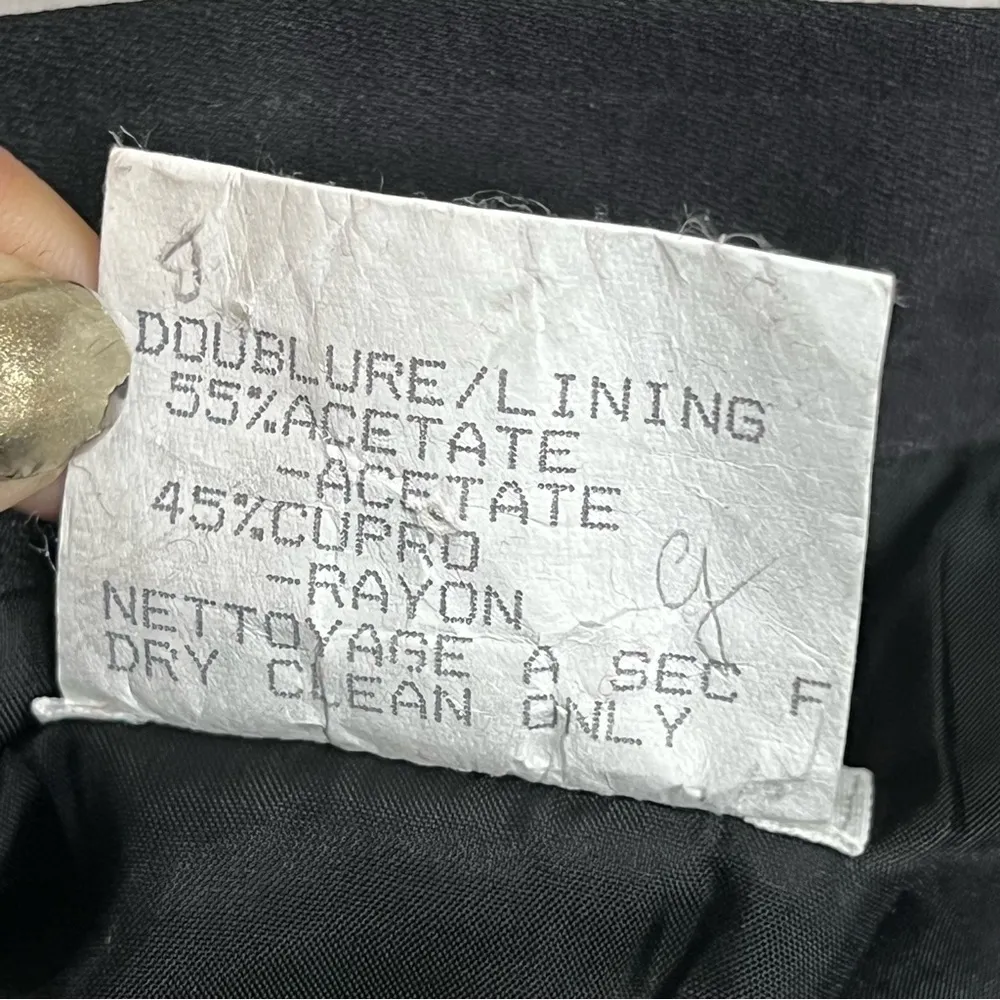 DOUBLURE/LINING
55%ACETATE
-ACETATE
45%CUPRO
-RAYON
NETTOYAGE A SEC F
DRY CLEAN ONLY